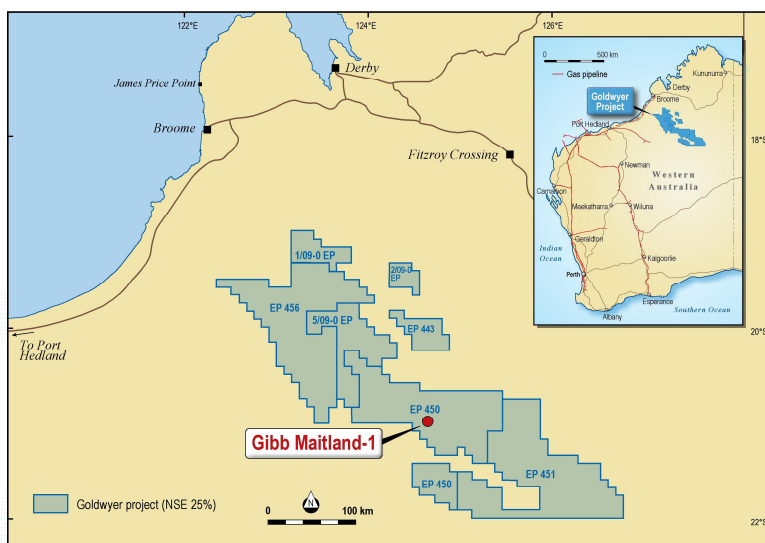 122°E
124°E
126°E
18°S
20°S
22°S
James Price Point
Derby
Broome
Fitzroy Crossing
To Port
Hedland
1/09-0 EP
2/09-0
EP
EP 456
5/09-0 EP
EP 443
EP 450
Gibb Maitland-1
EP 450
EP 451
Goldwyer project (NSE 25%)
N
0 100 km
0 500 km
Gas pipeline
Goldwyer
Project
Kununurra
Derby
Broome
Port Hedland
Newman
Western
Australia
Carnarvon
Meekatharra
Wiluna
Geraldton
Indian
Ocean
Kalgoorlie
Perth
Esperance
Albany
Southern Ocean